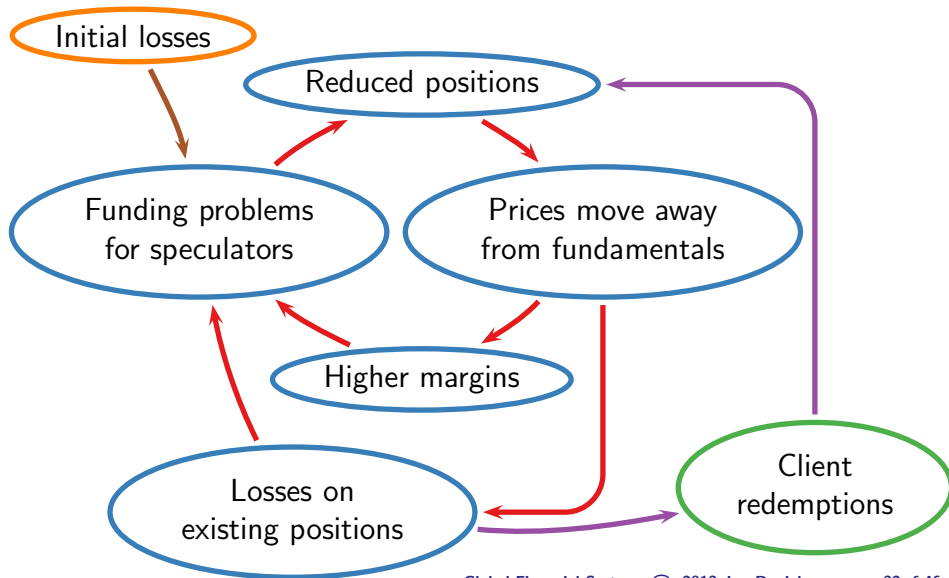 Initial losses
Reduced positions
Funding problems
for speculators
Prices move away
from fundamentals
Higher margins
Losses on
existing positions
Client
redemptions